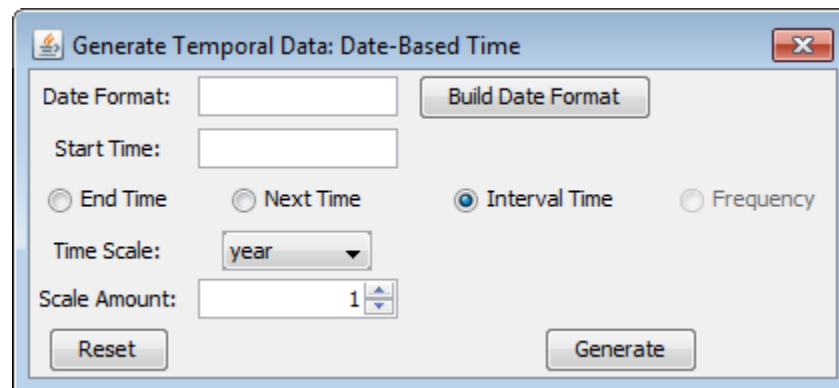 Generate Temporal Data: Date-Based Time
Date Format: Build Date Format
Start Time:
End Time Next Time Interval Time Frequency
Time Scale: year
Scale Amount: 1
Reset Generate